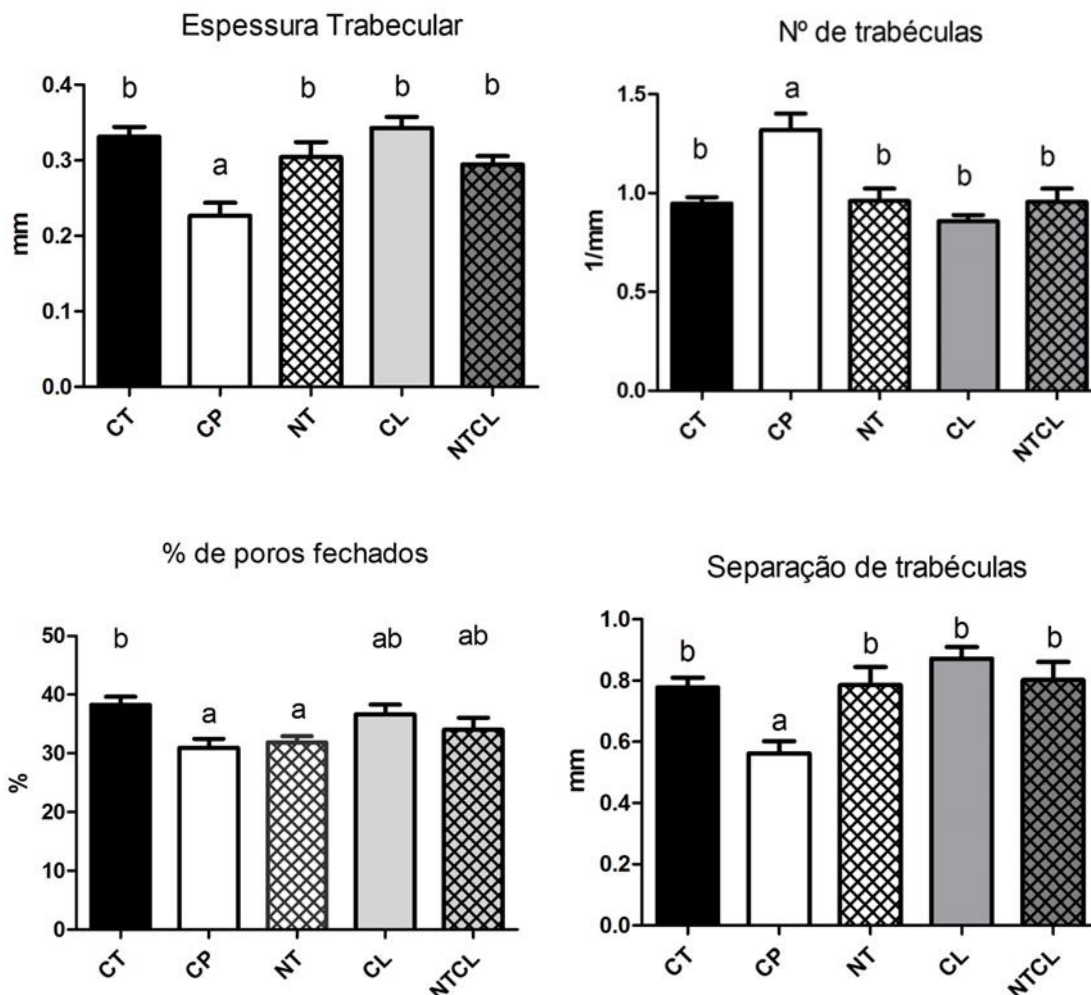 Espessura Trabecular
0.4
0.3
0.2
0.1
0.0
mm
b
a
b
b
b
CT
CP
NT
CL
NTCL
Nº de trabéculas
1.5
1.0
0.5
0.0
1/mm
b
a
b
b
b
CT
CP
NT
CL
NTCL
% de poros fechados
50
40
30
20
10
0
%
b
a
a
ab
ab
CT
CP
NT
CL
NTCL
Separação de trabéculas
1.0
0.8
0.6
0.4
0.2
0.0
mm
b
a
b
b
b
CT
CP
NT
CL
NTCL